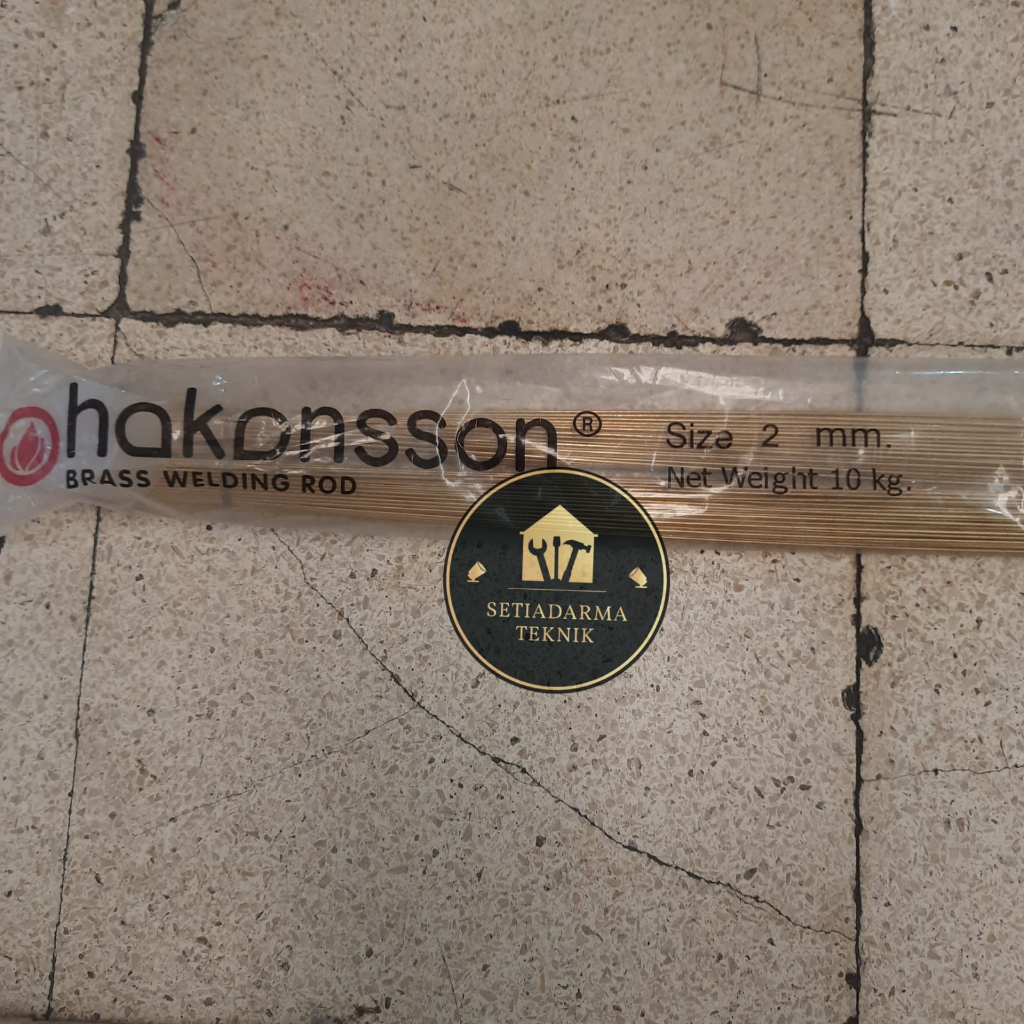 hakansson®
BRASS WELDING ROD
Size 2 mm.
Net Weight 10 kg.
SETIADARMA
TEKNIK